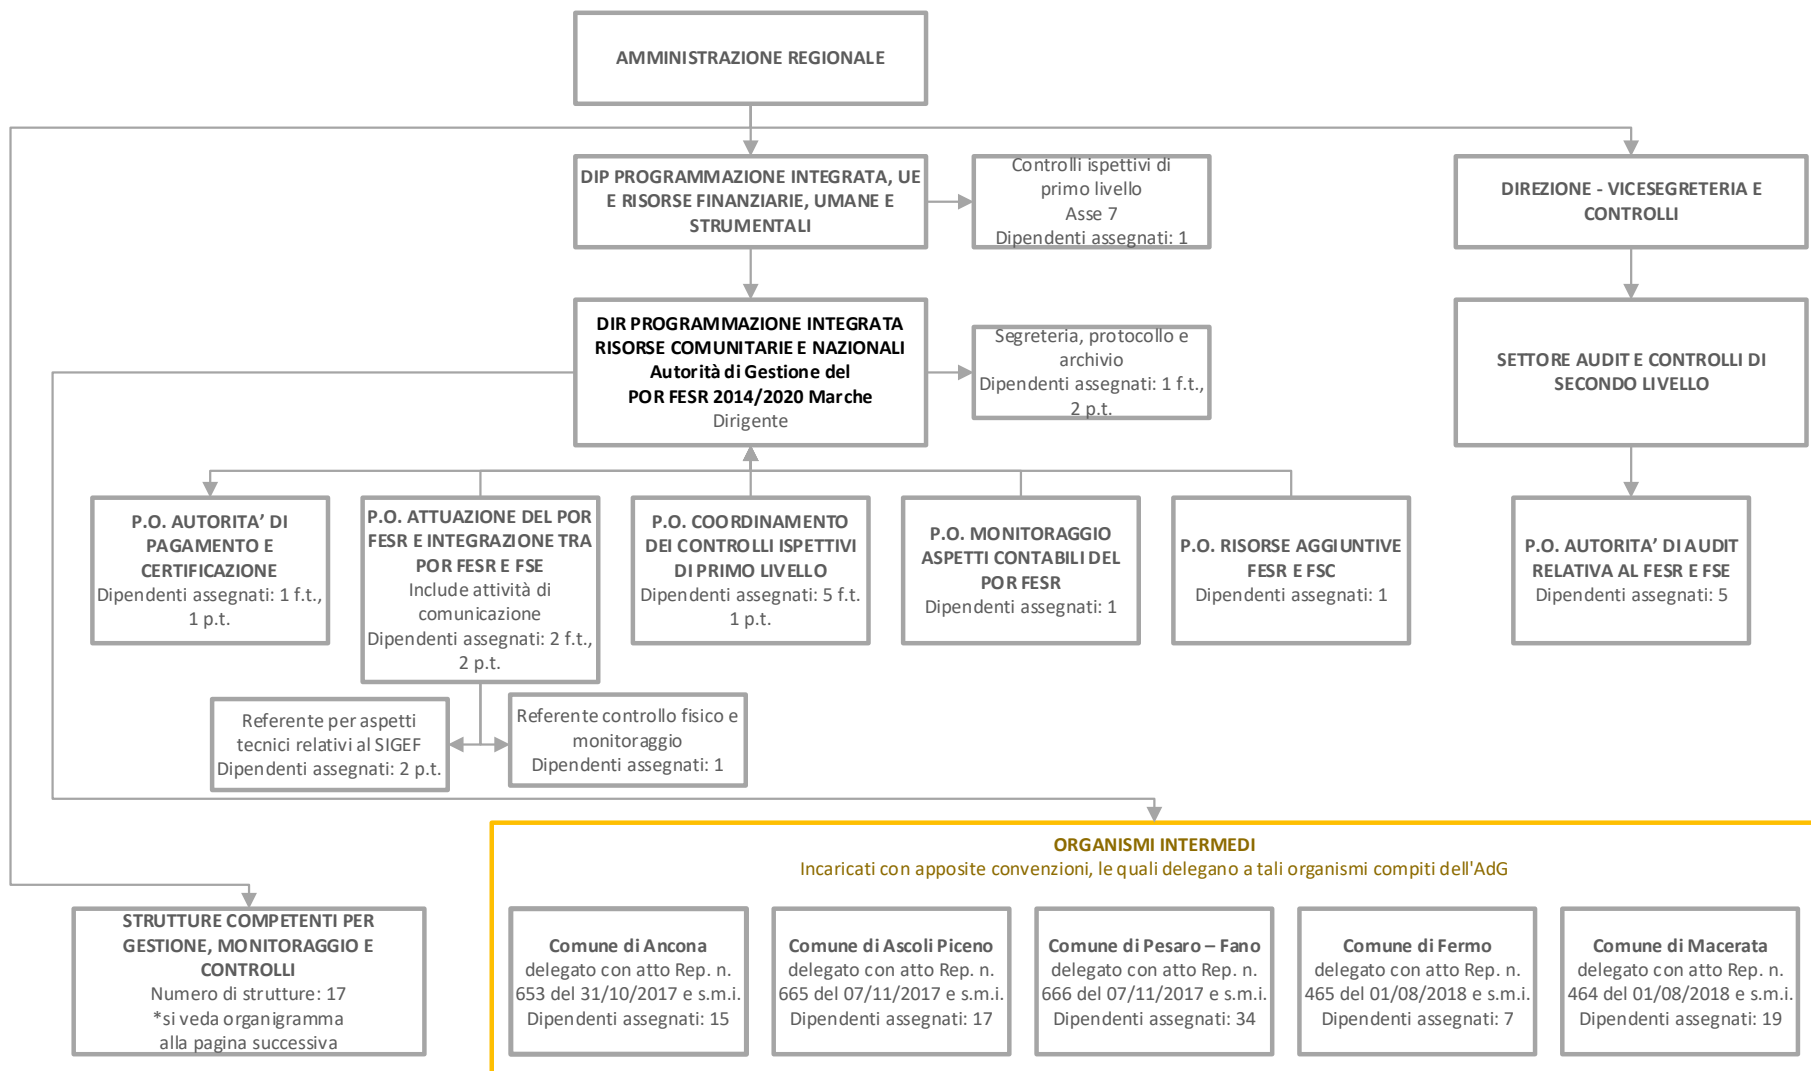 AMMINISTRAZIONE REGIONALE
DIP PROGRAMMAZIONE INTEGRATA, UE
E RISORSE FINANZIARIE, UMANE E
STRUMENTALI
Controlli ispettivi di
primo livello
Asse 7
Dipendenti assegnati: 1
DIREZIONE - VICESEGRETERIA E
CONTROLLI
DIR PROGRAMMAZIONE INTEGRATA
RISORSE COMUNITARIE E NAZIONALI
Autorità di Gestione del
POR FESR 2014/2020 Marche
Dirigente
Segreteria, protocollo e
archivio
Dipendenti assegnati: 1 f.t.,
2 p.t.
SETTORE AUDIT E CONTROLLI DI
SECONDO LIVELLO
P.O. AUTORITA’ DI
PAGAMENTO E
CERTIFICAZIONE
Dipendenti assegnati: 1 f.t.,
1 p.t.
P.O. ATTUAZIONE DEL POR
FESR E INTEGRAZIONE TRA
POR FESR E FSE
Include attività di
comunicazione
Dipendenti assegnati: 2 f.t.,
2 p.t.
P.O. COORDINAMENTO
DEI CONTROLLI ISPETTIVI
DI PRIMO LIVELLO
Dipendenti assegnati: 5 f.t.
1 p.t.
P.O. MONITORAGGIO
ASPETTI CONTABILI DEL
POR FESR
Dipendenti assegnati: 1
P.O. RISORSE AGGIUNTIVE
FESR E FSC
Dipendenti assegnati: 1
P.O. AUTORITA’ DI AUDIT
RELATIVA AL FESR E FSE
Dipendenti assegnati: 5
Referente per aspetti
tecnici relativi al SIGEF
Dipendenti assegnati: 2 p.t.
Referente controllo fisico e
monitoraggio
Dipendenti assegnati: 1
ORGANISMI INTERMEDI
Incaricati con apposite convenzioni, le quali delegano a tali organismi compiti dell'AdG
STRUTTURE COMPETENTI PER
GESTIONE, MONITORAGGIO E
CONTROLLI
Numero di strutture: 17
*si veda organigramma
alla pagina successiva
Comune di Ancona
delegato con atto Rep. n.
653 del 31/10/2017 e s.m.i.
Dipendenti assegnati: 15
Comune di Ascoli Piceno
delegato con atto Rep. n.
665 del 07/11/2017 e s.m.i.
Dipendenti assegnati: 17
Comune di Pesaro – Fano
delegato con atto Rep. n.
666 del 07/11/2017 e s.m.i.
Dipendenti assegnati: 34
Comune di Fermo
delegato con atto Rep. n.
465 del 01/08/2018 e s.m.i.
Dipendenti assegnati: 7
Comune di Macerata
delegato con atto Rep. n.
464 del 01/08/2018 e s.m.i.
Dipendenti assegnati: 19